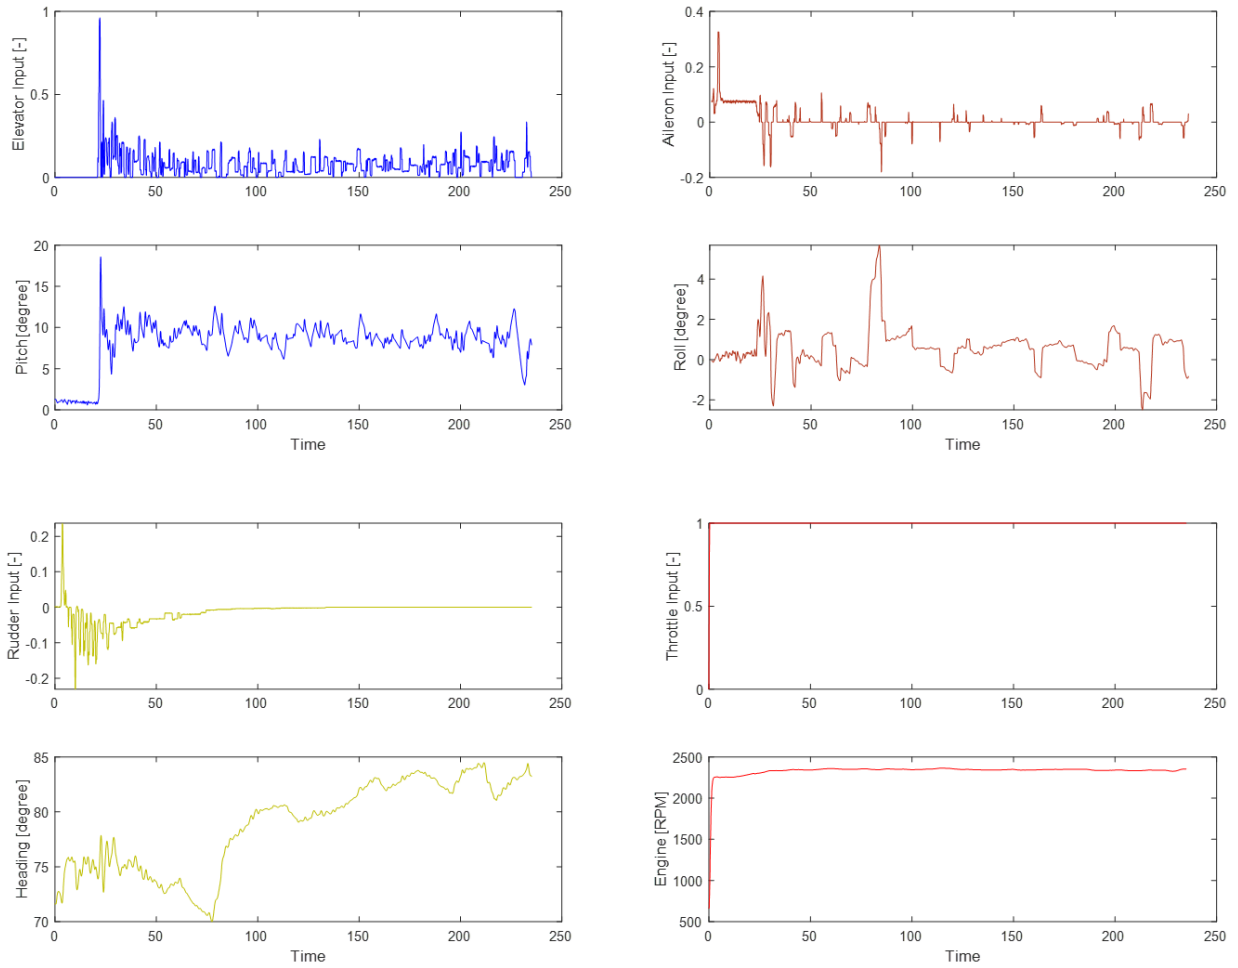 Elevator Input [-]
1
0.5
0
0 50 100 150 200 250
Aileron Input [-]
0.4
0.2
0
-0.2
0 50 100 150 200 250
Pitch[degree]
20
15
10
5
0
0 50 100 150 200 250
Time
Roll [degree]
4
2
0
-2
0 50 100 150 200 250
Time
Rudder Input [-]
0.2
0.1
0
-0.1
-0.2
0 50 100 150 200 250
Throttle Input [-]
1
0.5
0
0 50 100 150 200 250
Heading [degree]
85
80
75
70
0 50 100 150 200 250
Time
Engine [RPM]
2500
2000
1500
1000
500
0 50 100 150 200 250
Time